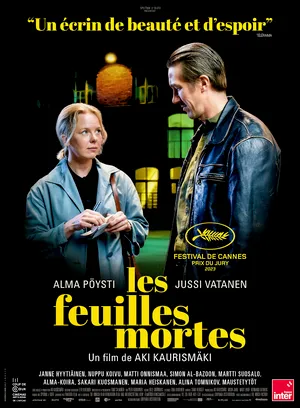 “Un écrin de beauté et d’espoir”
TÉLÉRAMA
FESTIVAL DE CANNES
PRIX DU JURY
2023
ALMA PÖYSTI
JUSSI VATANEN
les
feuilles
mortes
Un film de AKI KAURISMÄKI
JANNE HYYTIÄINEN, NUPPU KOIVU, MATTI ONNISMAA, SIMON AL-BAZOON, MARTTI SUOSALO,
ALMA-KOIRA, SAKARI KUOSMANEN, MARIA HEISKANEN, ALINA TOMNIKOV, MAUSTETYTÖT
inter